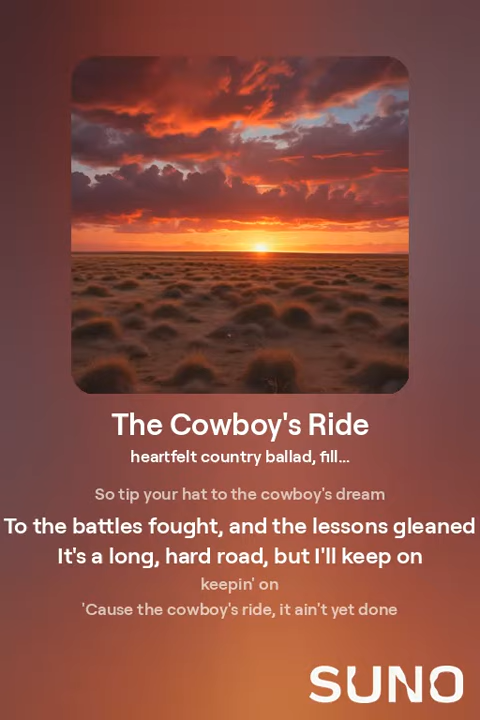 The Cowboy's Ride
heartfelt country ballad, fill...
So tip your hat to the cowboy's dream
To the battles fought, and the lessons gleaned
It's a long, hard road, but I'll keep on
keepin' on
'Cause the cowboy's ride, it ain't yet done
SUNO